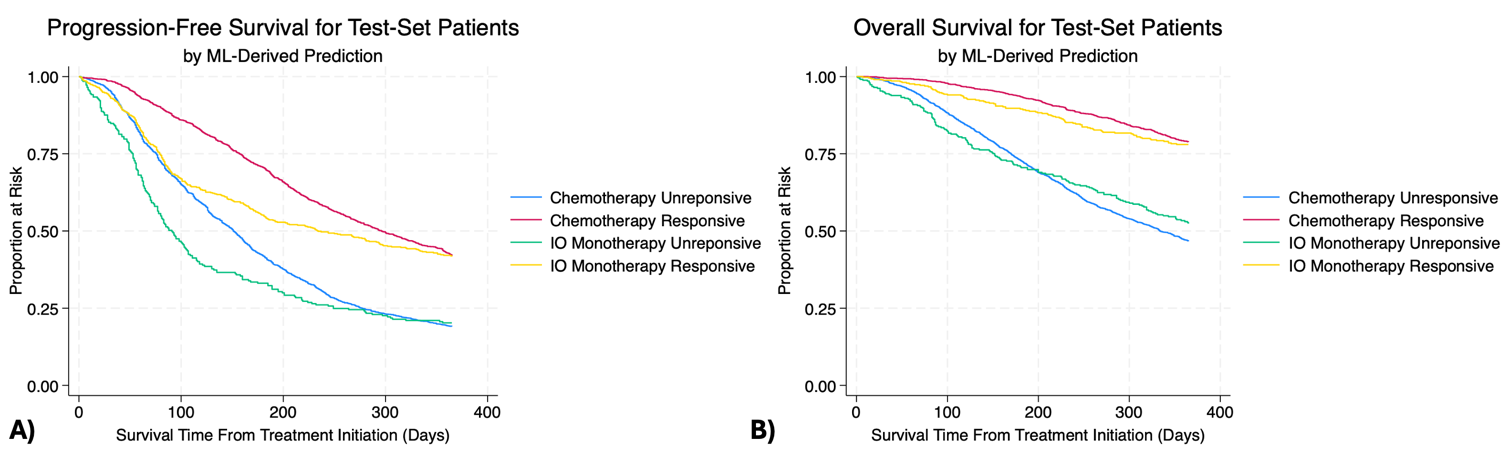 Progression-Free Survival for Test-Set Patients
by ML-Derived Prediction
1.00
0.75
0.50
0.25
0.00
Proportion at Risk
0 100 200 300 400
Survival Time From Treatment Initiation (Days)
Chemotherapy Unreponsive
Chemotherapy Responsive
IO Monotherapy Unreponsive
IO Monotherapy Responsive
A)
Overall Survival for Test-Set Patients
by ML-Derived Prediction
1.00
0.75
0.50
0.25
0.00
Proportion at Risk
0 100 200 300 400
Survival Time From Treatment Initiation (Days)
Chemotherapy Unreponsive
Chemotherapy Responsive
IO Monotherapy Unreponsive
IO Monotherapy Responsive
B)